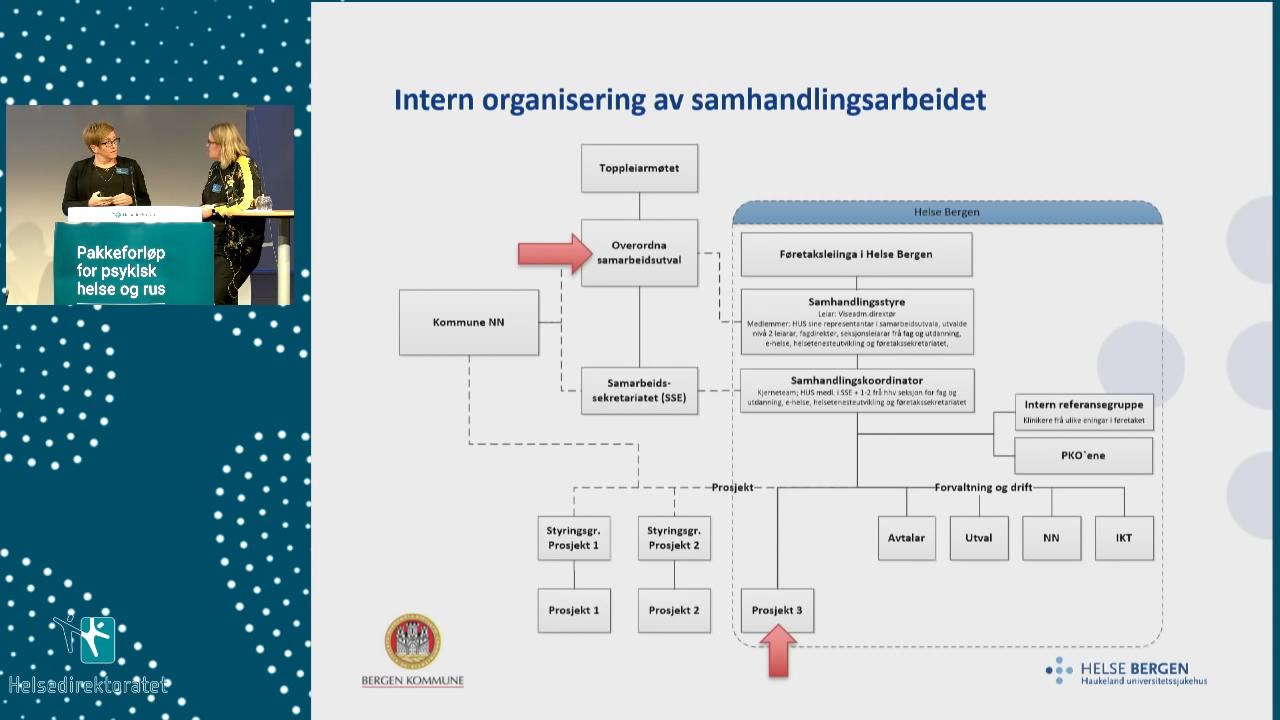 Intern organisering av samhandlingsarbeidet
Toppleiarmøtet
Overordna
samarbeidsutval
Kommune NN
Samarbeids-
sekretariatet (SSE)
Helse Bergen
Føretaksleiinga i Helse Bergen
Samhandlingsstyre
Leiar: Viseadm.direktør
Medlemmer: HUS sine representantar i samarbeidsutvala, utvalde
nivå 2 leiarar, fagdirektør, seksjonsleiarar frå fag og utdanning,
e-helse, helsetenesteutvikling og føretakssekretariatet,
Samhandlingskoordinator
Kjerneteam; HUS medl. i SSE + 1-2 frå hhv seksjon for fag og
utdanning, e-helse, helsetenesteutvikling og føretakssekretariatet
Intern referansegruppe
Klinikere frå ulike eningar i føretaket
PKO`ene
Prosjekt
Forvaltning og drift
Styringsgr.
Prosjekt 1
Styringsgr.
Prosjekt 2
Avtalar
Utval
NN
IKT
Prosjekt 1
Prosjekt 2
Prosjekt 3
BERGEN KOMMUNE
HELSE BERGEN
Haukeland universitetssjukehus
Pakkeforløp
for psykisk
helse og rus
Helsedirektoratet